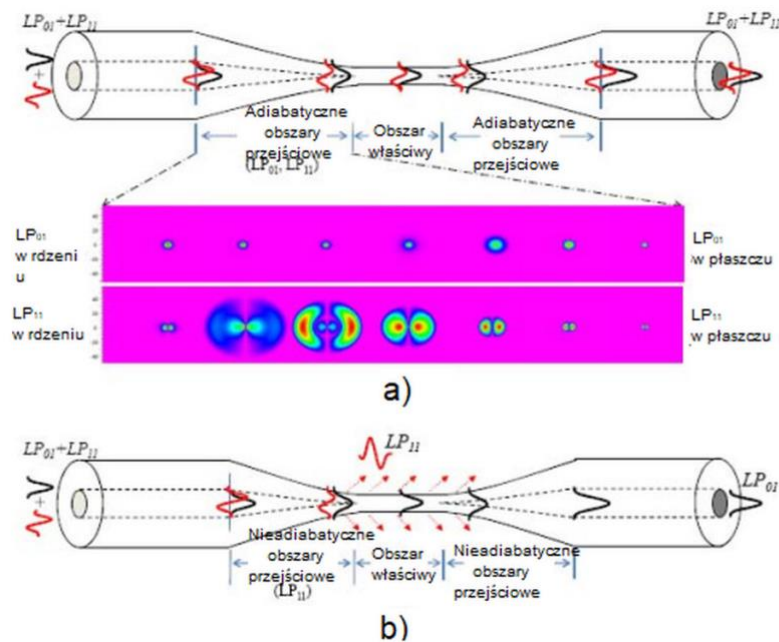 LP01+LP11
LP01+LP11
+
Adiabatyczne
obszary
przejściowe
(LP01, LP11)
Obszar
właściwy
Adiabatyczne
obszary
przejściowe
LP01
w rdzeni
u
LP01
w płaszczu
LP11
w rdzeniu
LP11
w płaszczu
a)
LP01+LP11
+
LP11
LP01
Nieadiabatyczne
obszary
przejściowe
(LP11)
Obszar
właściwy
Nieadiabatyczne
obszary
przejściowe
b)